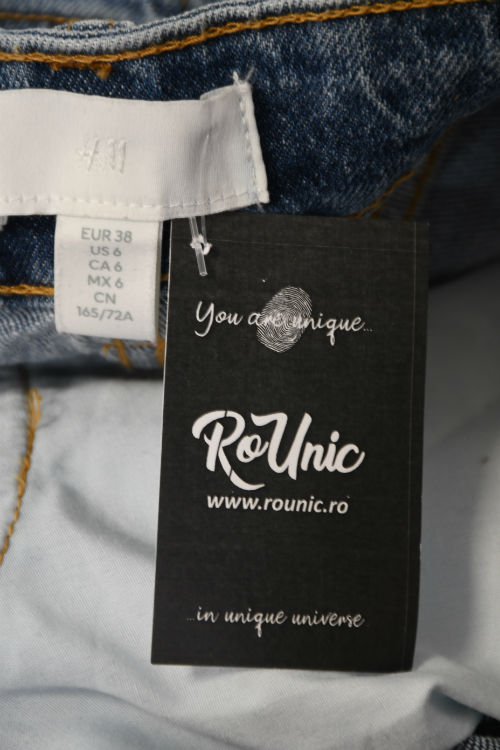 H&M
EUR 38
US 6
CA 6
MX 6
CN
165/72A
You are unique...
RoUnic
www.rounic.ro
...in unique universe